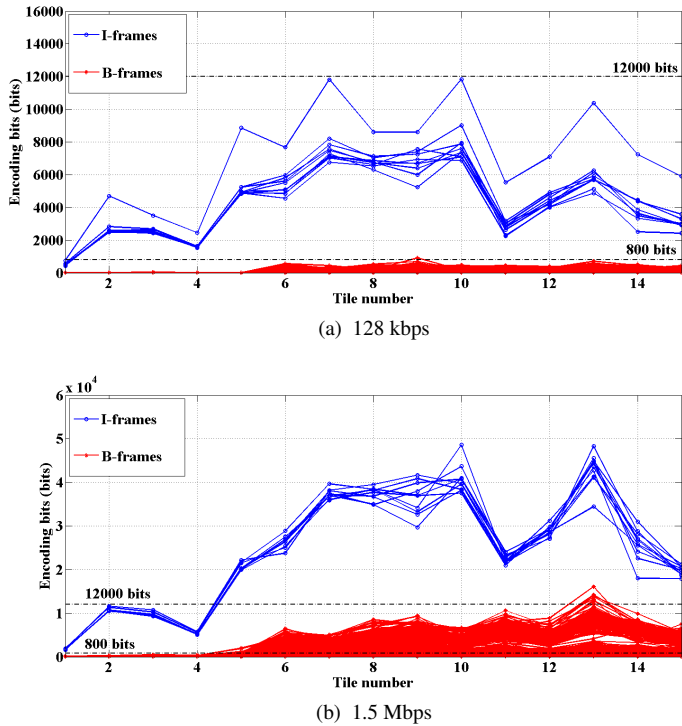 16000
14000
12000
10000
8000
6000
4000
2000
0
Encoding bits (bits)
I-frames
B-frames
12000 bits
800 bits
2 4 6 8 10 12 14
Tile number
(a) 128 kbps
x 10^4
6
5
4
3
2
1
0
Encoding bits (bits)
I-frames
B-frames
12000 bits
800 bits
2 4 6 8 10 12 14
Tile number
(b) 1.5 Mbps